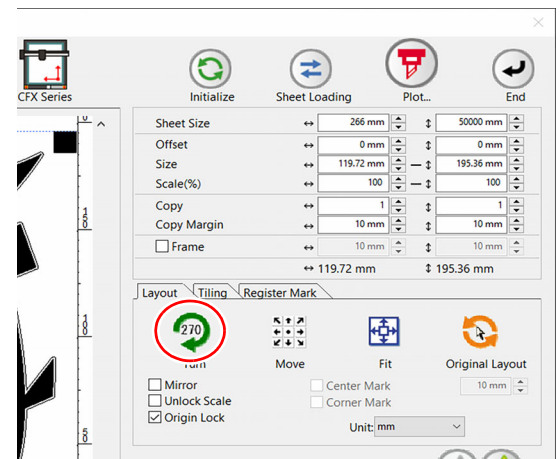 CFX Series
Initialize
Sheet Loading
Plot...
End
Sheet Size ↔ 266 mm ↕ 50000 mm
Offset ↔ 0 mm ↕ 0 mm
Size ↔ 119.72 mm — ↕ 195.36 mm
Scale(%) ↔ 100 — ↕ 100
Copy ↔ 1 ↕ 1
Copy Margin ↔ 10 mm ↕ 10 mm
Frame ↔ 10 mm ↕ 10 mm
↔ 119.72 mm ↕ 195.36 mm
Layout Tiling Register Mark
270
Turn Move Fit Original Layout
Mirror Center Mark 10 mm
Unlock Scale Corner Mark
Origin Lock
Unit: mm